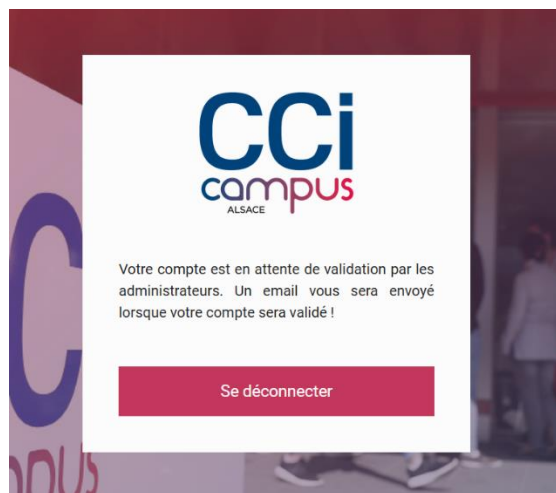 CCi
campus
ALSACE
Votre compte est en attente de validation par les
administrateurs. Un email vous sera envoyé
lorsque votre compte sera validé !
Se déconnecter